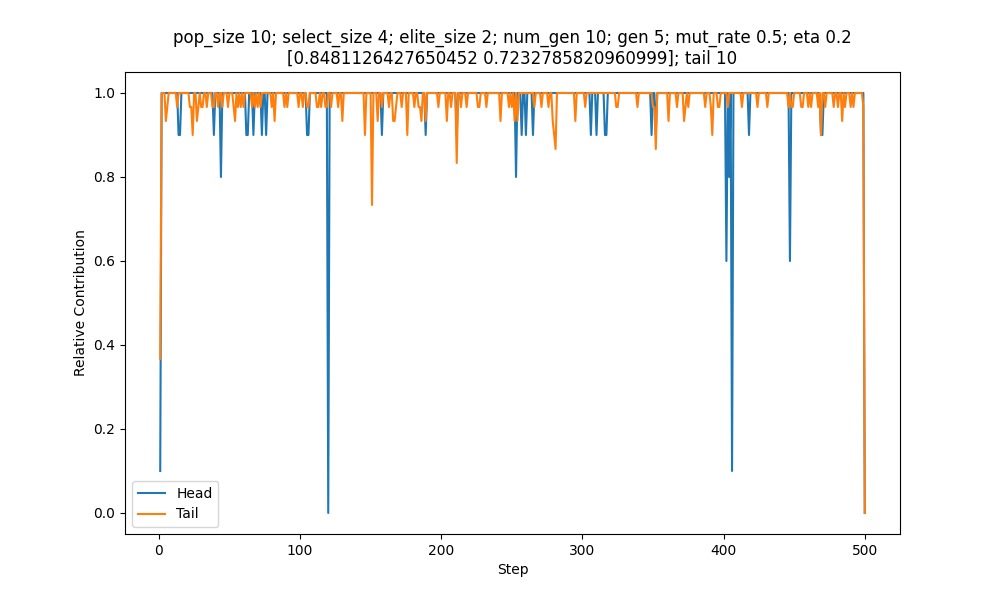 pop_size 10; select_size 4; elite_size 2; num_gen 10; gen 5; mut_rate 0.5; eta 0.2
[0.8481126427650452 0.7232785820960999]; tail 10
Relative Contribution
1.0
0.8
0.6
0.4
0.2
0.0
Head
Tail
0
100
200
300
400
500
Step